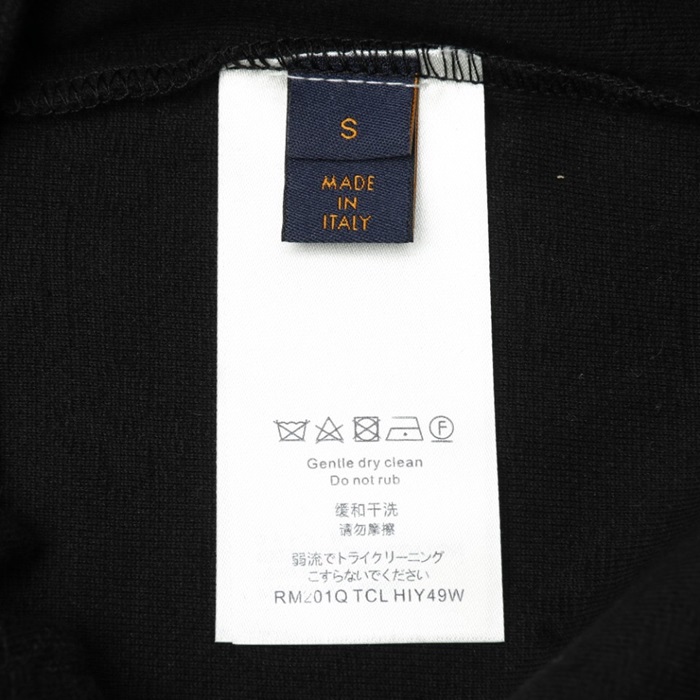 S
MADE
IN
ITALY
F
Gentle dry clean
Do not rub
缓和干洗
请勿摩擦
弱流でトライクリーニング
こすらないでください
RM201Q TCL HIY49W